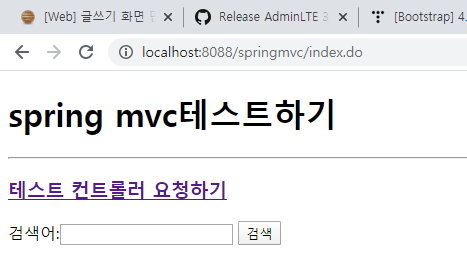 [Web] 글쓰기 화면 Release AdminLTE 3 [Bootstrap] 4.
localhost:8088/springmvc/index.do
spring mvc테스트하기
테스트 컨트롤러 요청하기
검색어: 검색